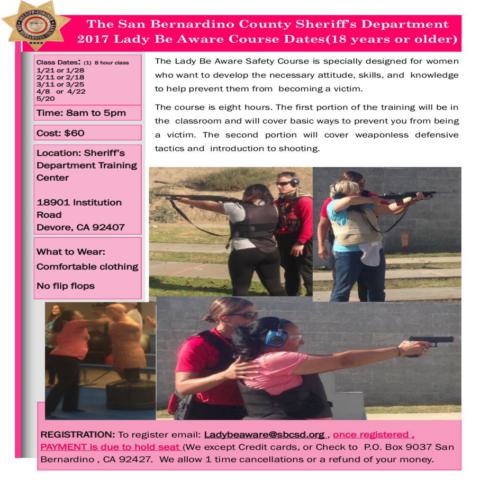 The San Bernardino County Sheriff's Department
2017 Lady Be Aware Course Dates(18 years or older)
Class Dates: (1) 8 hour class
1/21 or 1/28
2/11 or 2/18
3/11 or 3/25
4/8 or 4/22
5/20
Time: 8am to 5pm
Cost: $60
Location: Sheriff's
Department Training
Center
18901 Institution
Road
Devore, CA 92407
What to Wear:
Comfortable clothing
No flip flops
The Lady Be Aware Safety Course is specially designed for women
who want to develop the necessary attitude, skills, and knowledge
to help prevent them from becoming a victim.
The course is eight hours. The first portion of the training will be in
the classroom and will cover basic ways to prevent you from being
a victim. The second portion will cover weaponless defensive
tactics and introduction to shooting.
REGISTRATION: To register email: Ladybeaware@sbcsd.org , once registered ,
PAYMENT is due to hold seat (We except Credit cards, or Check to P.O. Box 9037 San
Bernardino , CA 92427. We allow 1 time cancellations or a refund of your money.